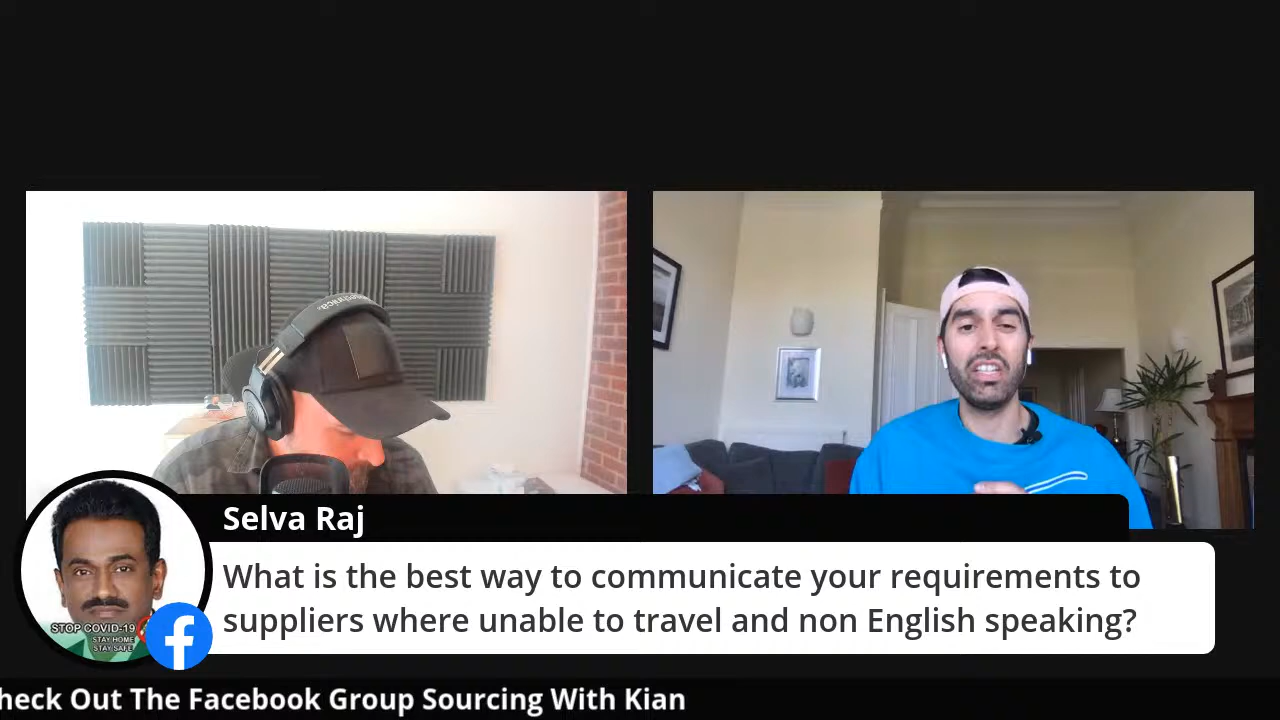 Selva Raj
What is the best way to communicate your requirements to
suppliers where unable to travel and non English speaking?
STOP COVID-19
STAY HOME
STAY SAFE
heck Out The Facebook Group Sourcing With Kian